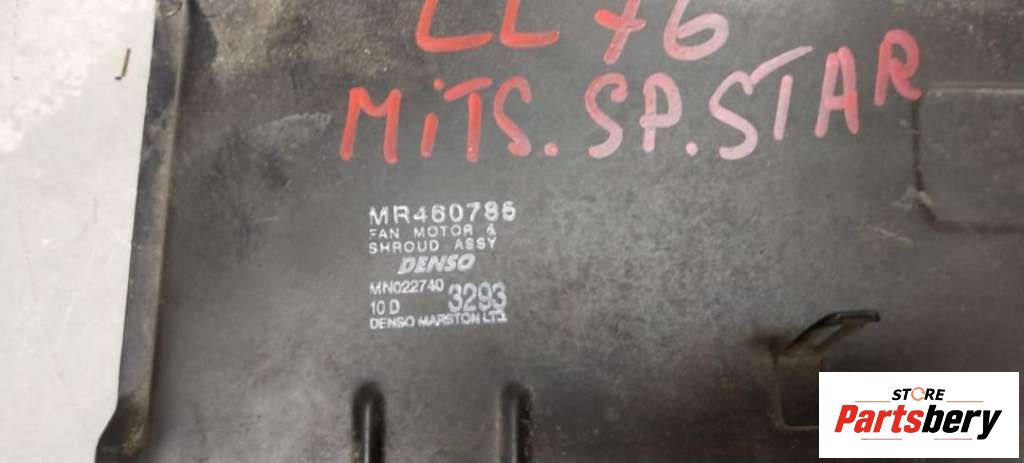 LL76
MiTS. SP. STAR
MR460786
FAN MOTOR &
SHROUD ASSY
DENSO
MN022740
10 D 3293
DENSO MARSTON LTD.
STORE
Partsbery